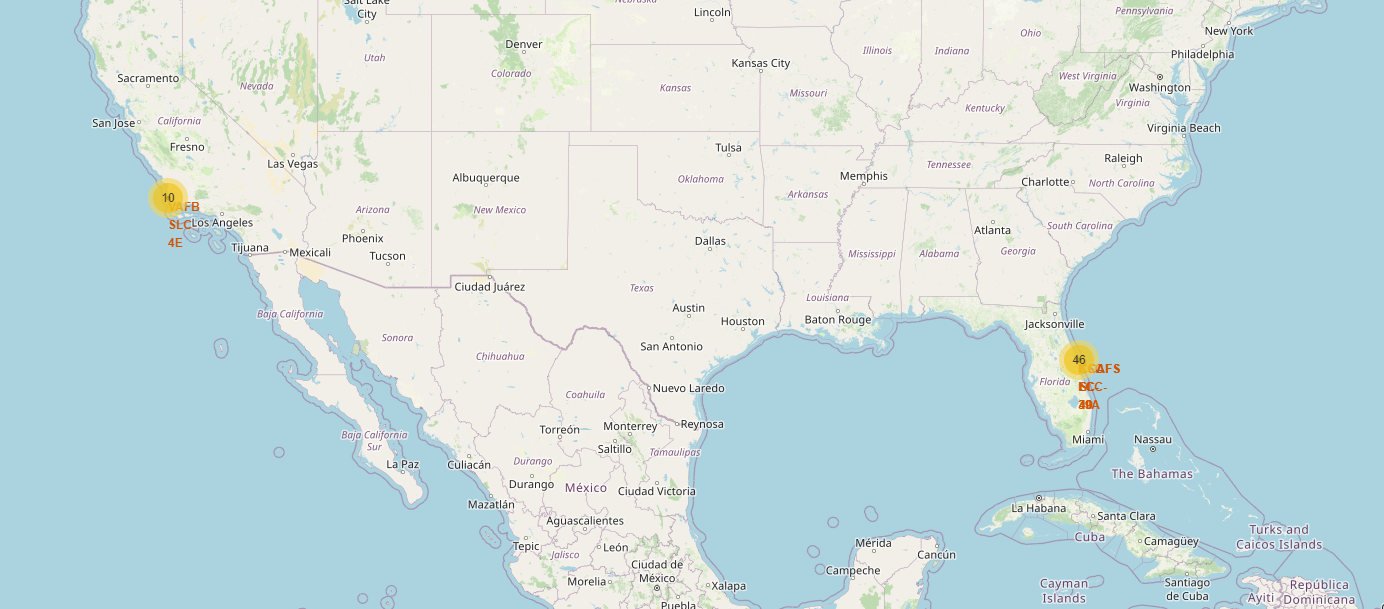 Salt Lake
City
Nebraska
Lincoln
Pennsylvania
New York
Denver
Utah
Colorado
Illinois
Indiana
Ohio
Philadelphia
Sacramento
Nevada
Kansas City
Kansas
Missouri
West Virginia
Washington
Virginia
Kentucky
San Jose
California
Fresno
Virginia Beach
Las Vegas
Tulsa
Raleigh
Albuquerque
Oklahoma
Memphis
Tennessee
Charlotte
North Carolina
Arkansas
10
VAFB
SLC-
4E
Los Angeles
Arizona
New Mexico
Phoenix
Tucson
Tijuana
Mexicali
Dallas
Mississippi
Alabama
Atlanta
Georgia
South Carolina
Ciudad Juárez
Texas
Louisiana
Baja California
Austin
Houston
Baton Rouge
Jacksonville
Sonora
San Antonio
Chihuahua
46
Florida
Coahuila
Nuevo Laredo
Reynosa
Monterrey
Torreón
Saltillo
Tamaulipas
Baja California
Sur
La Paz
Culiacán
Durango
Durango
México
Ciudad Victoria
Mazatlán
Miami
Nassau
The Bahamas
La Habana
Santa Clara
Cuba
Camagüey
Turks and
Caicos Islands
Aguascalientes
Tepic
Jalisco
León
Ciudad de
México
Morelia
Xalapa
Puebla
Mérida
Cancún
Campeche
Cayman
Islands
Santiago
de Cuba
Ayiti
República
Dominicana